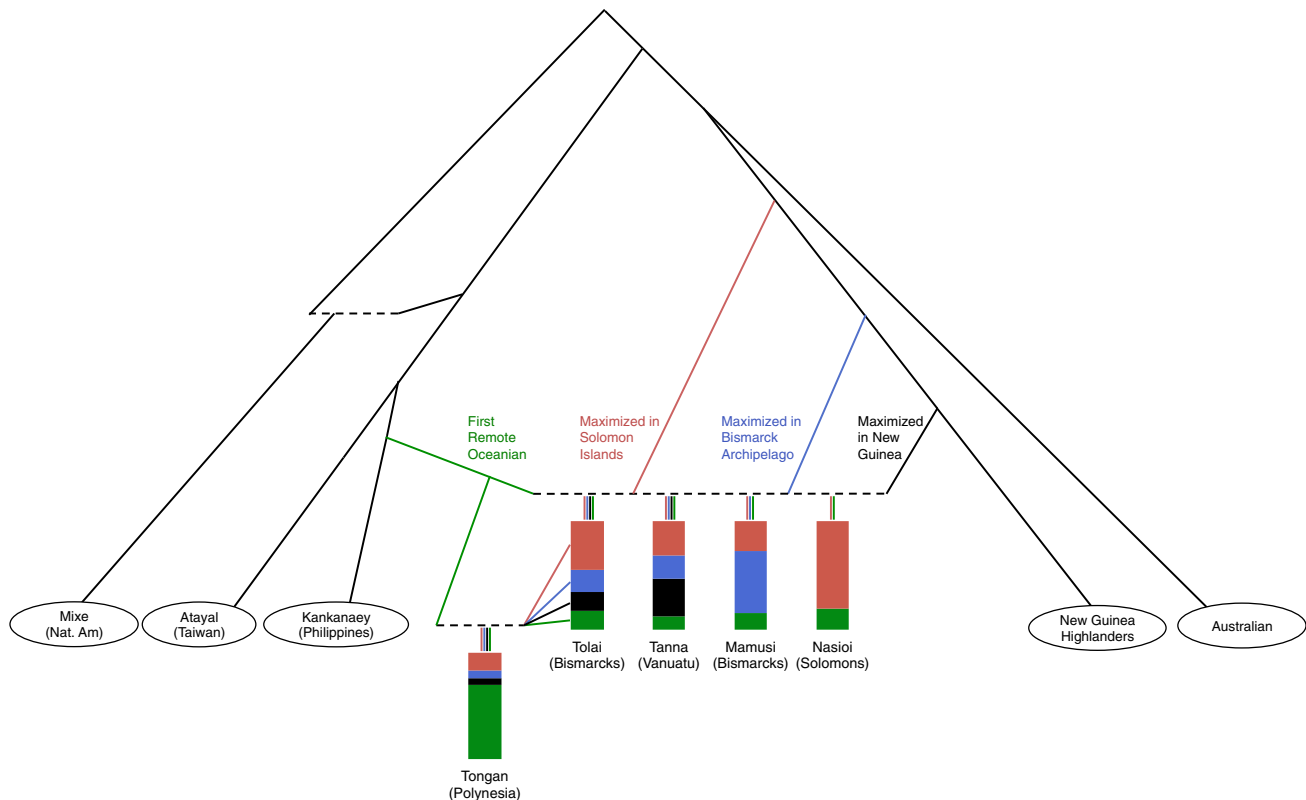 First
Remote
Oceanian
Maximized in
Solomon
Islands
Maximized in
Bismarck
Archipelago
Maximized
in New
Guinea
Mixe
(Nat. Am)
Atayal
(Taiwan)
Kankanaey
(Philippines)
New Guinea
Highlanders
Australian
Tolai
(Bismarcks)
Tanna
(Vanuatu)
Mamusi
(Bismarcks)
Nasioi
(Solomons)
Tongan
(Polynesia)